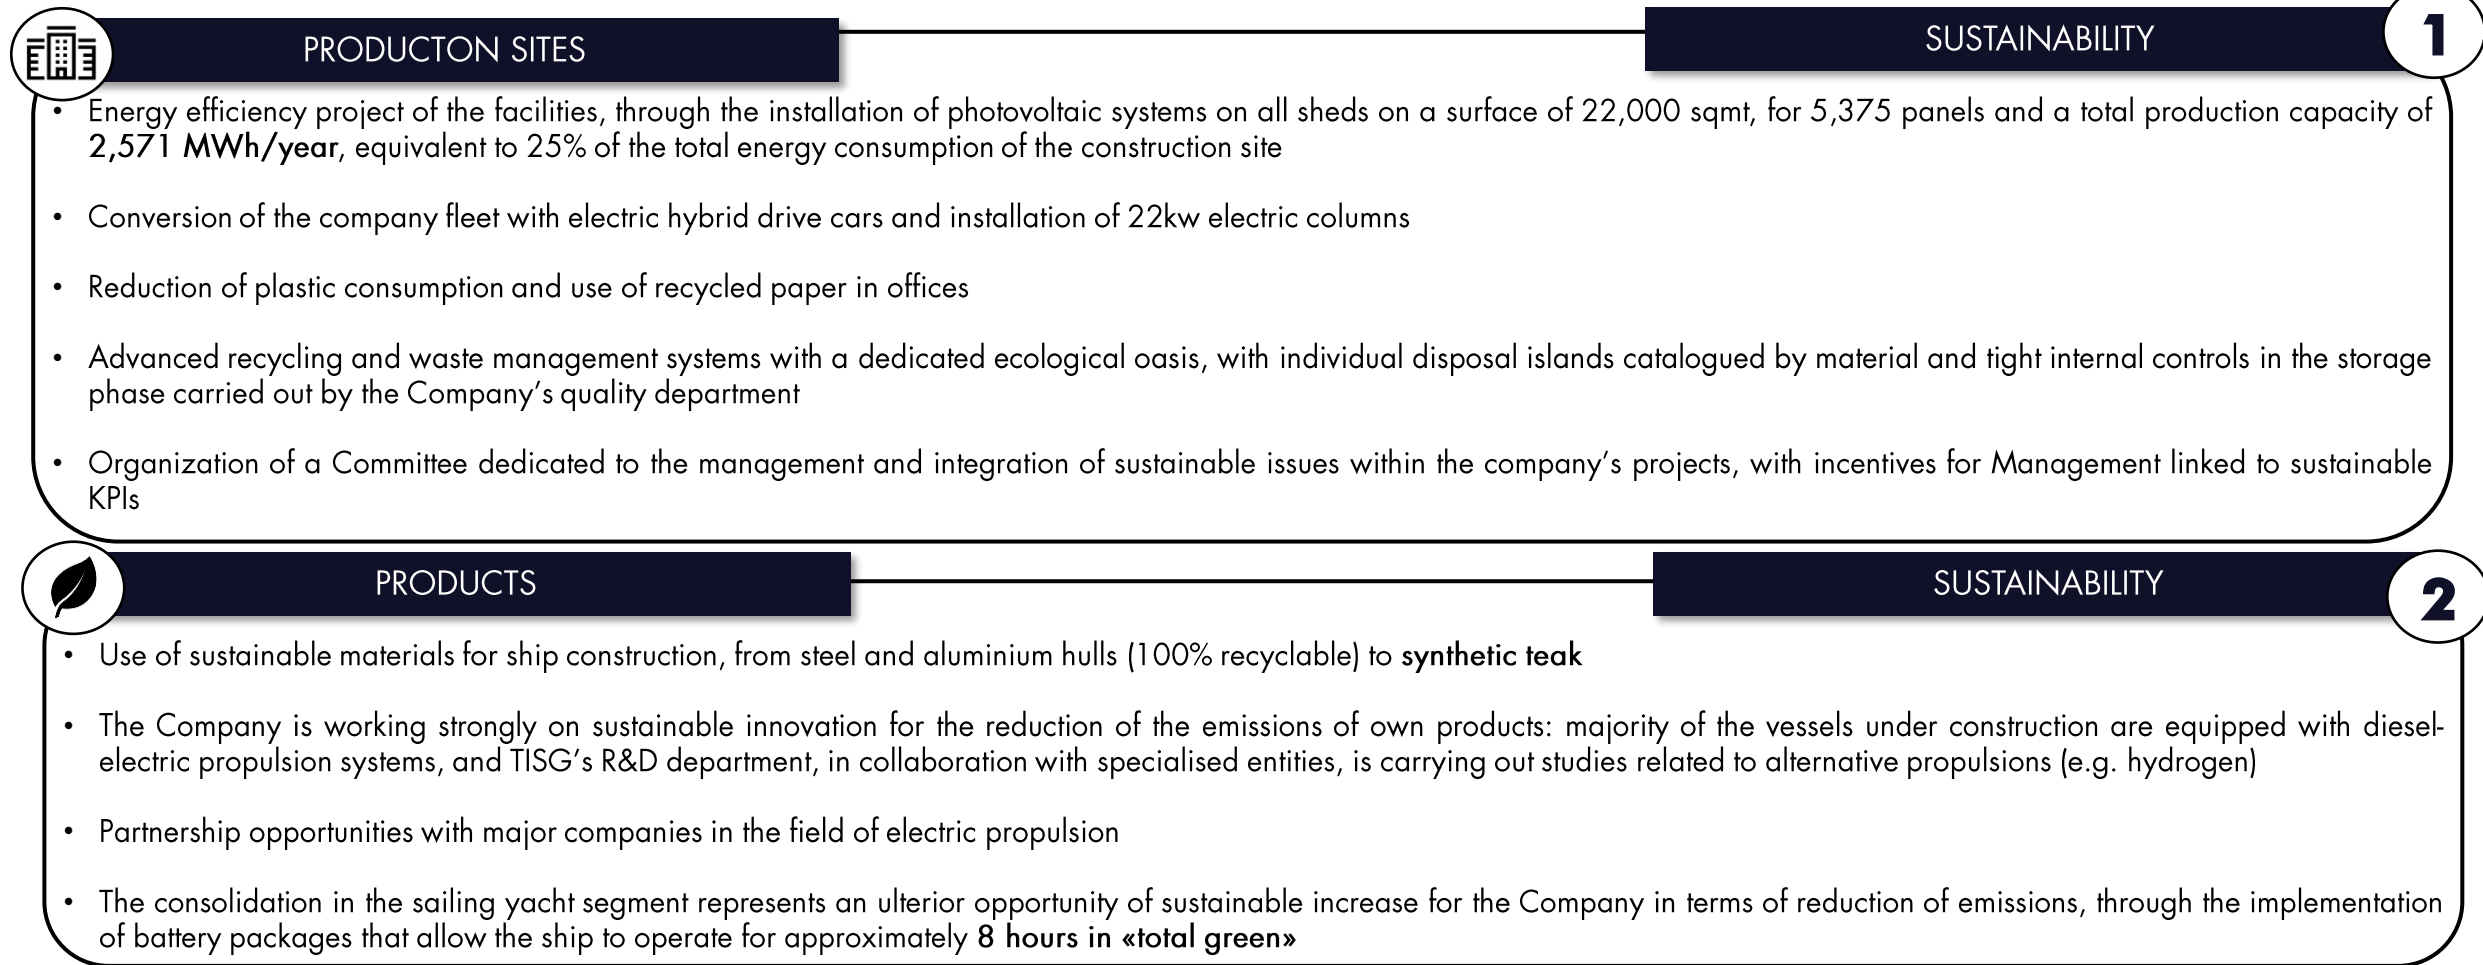 PRODUCTON SITES
SUSTAINABILITY
1
• Energy efficiency project of the facilities, through the installation of photovoltaic systems on all sheds on a surface of 22,000 sqmt, for 5,375 panels and a total production capacity of
2,571 MWh/year, equivalent to 25% of the total energy consumption of the construction site
• Conversion of the company fleet with electric hybrid drive cars and installation of 22kw electric columns
• Reduction of plastic consumption and use of recycled paper in offices
• Advanced recycling and waste management systems with a dedicated ecological oasis, with individual disposal islands catalogued by material and tight internal controls in the storage
phase carried out by the Company's quality department
• Organization of a Committee dedicated to the management and integration of sustainable issues within the company's projects, with incentives for Management linked to sustainable
KPIs
PRODUCTS
SUSTAINABILITY
2
• Use of sustainable materials for ship construction, from steel and aluminium hulls (100% recyclable) to synthetic teak
• The Company is working strongly on sustainable innovation for the reduction of the emissions of own products: majority of the vessels under construction are equipped with diesel-
electric propulsion systems, and TISG's R&D department, in collaboration with specialised entities, is carrying out studies related to alternative propulsions (e.g. hydrogen)
• Partnership opportunities with major companies in the field of electric propulsion
• The consolidation in the sailing yacht segment represents an ulterior opportunity of sustainable increase for the Company in terms of reduction of emissions, through the implementation
of battery packages that allow the ship to operate for approximately 8 hours in «total green»